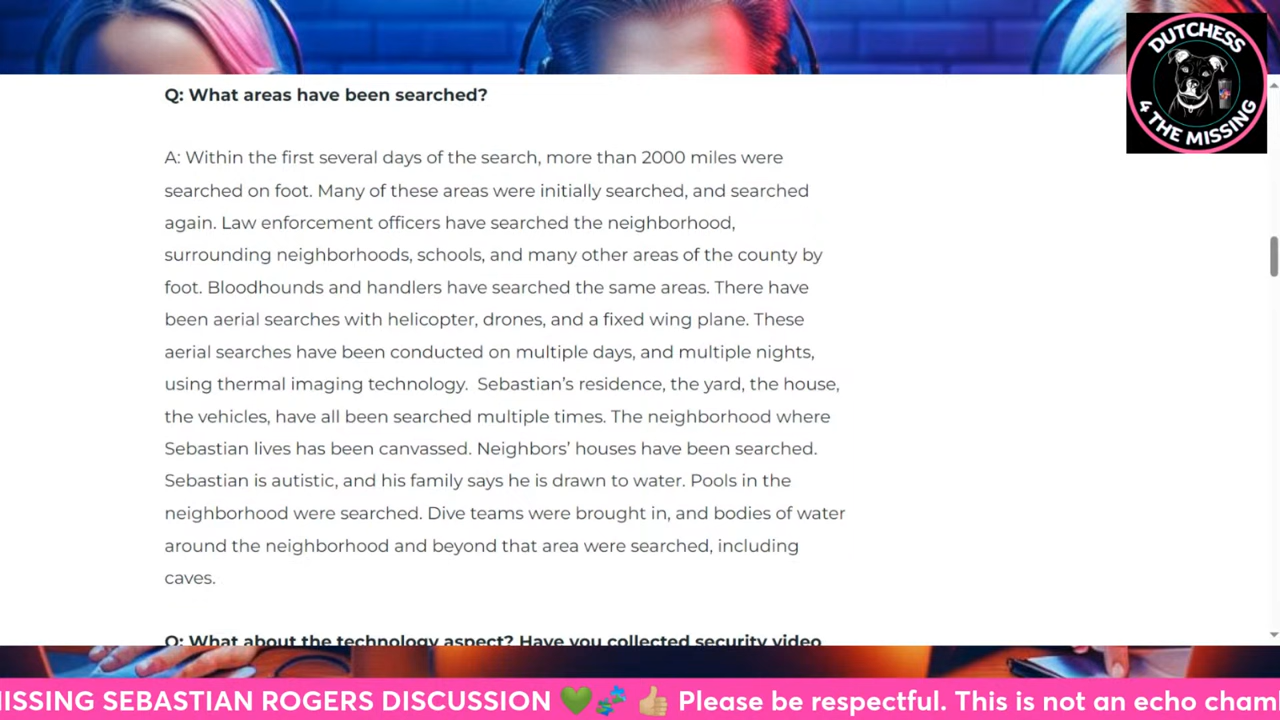 DUTCHESS
4 THE MISSING
Q: What areas have been searched?
A: Within the first several days of the search, more than 2000 miles were
searched on foot. Many of these areas were initially searched, and searched
again. Law enforcement officers have searched the neighborhood,
surrounding neighborhoods, schools, and many other areas of the county by
foot. Bloodhounds and handlers have searched the same areas. There have
been aerial searches with helicopter, drones, and a fixed wing plane. These
aerial searches have been conducted on multiple days, and multiple nights,
using thermal imaging technology.  Sebastian’s residence, the yard, the house,
the vehicles, have all been searched multiple times. The neighborhood where
Sebastian lives has been canvassed. Neighbors’ houses have been searched.
Sebastian is autistic, and his family says he is drawn to water. Pools in the
neighborhood were searched. Dive teams were brought in, and bodies of water
around the neighborhood and beyond that area were searched, including
caves.
Q: What about the technology aspect? Have you collected security video
ISSING SEBASTIAN ROGERS DISCUSSION 💚🧩 👍🏽 Please be respectful. This is not an echo cham